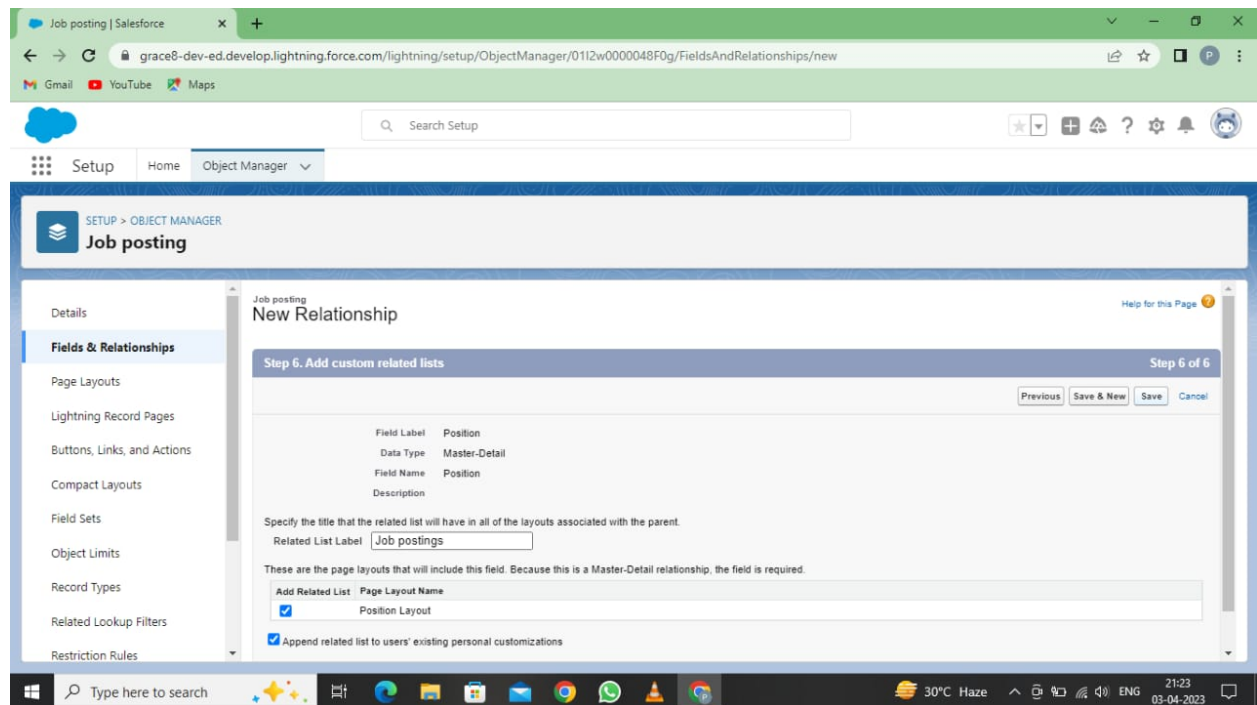 Job posting | Salesforce
grace8-dev-ed.develop.lightning.force.com/lightning/setup/ObjectManager/01I2w0000048F0g/FieldsAndRelationships/new
P
Gmail YouTube Maps
Search Setup
Setup Home Object Manager
SETUP > OBJECT MANAGER
Job posting
Details
Fields & Relationships
Page Layouts
Lightning Record Pages
Buttons, Links, and Actions
Compact Layouts
Field Sets
Object Limits
Record Types
Related Lookup Filters
Restriction Rules
Job posting
New Relationship
Help for this Page
Step 6. Add custom related lists Step 6 of 6
Previous Save & New Save Cancel
Field Label Position
Data Type Master-Detail
Field Name Position
Description
Specify the title that the related list will have in all of the layouts associated with the parent.
Related List Label Job postings
These are the page layouts that will include this field. Because this is a Master-Detail relationship, the field is required.
Add Related List Page Layout Name
Position Layout
Append related list to users' existing personal customizations
Type here to search
30°C Haze
ENG
21:23
03-04-2023